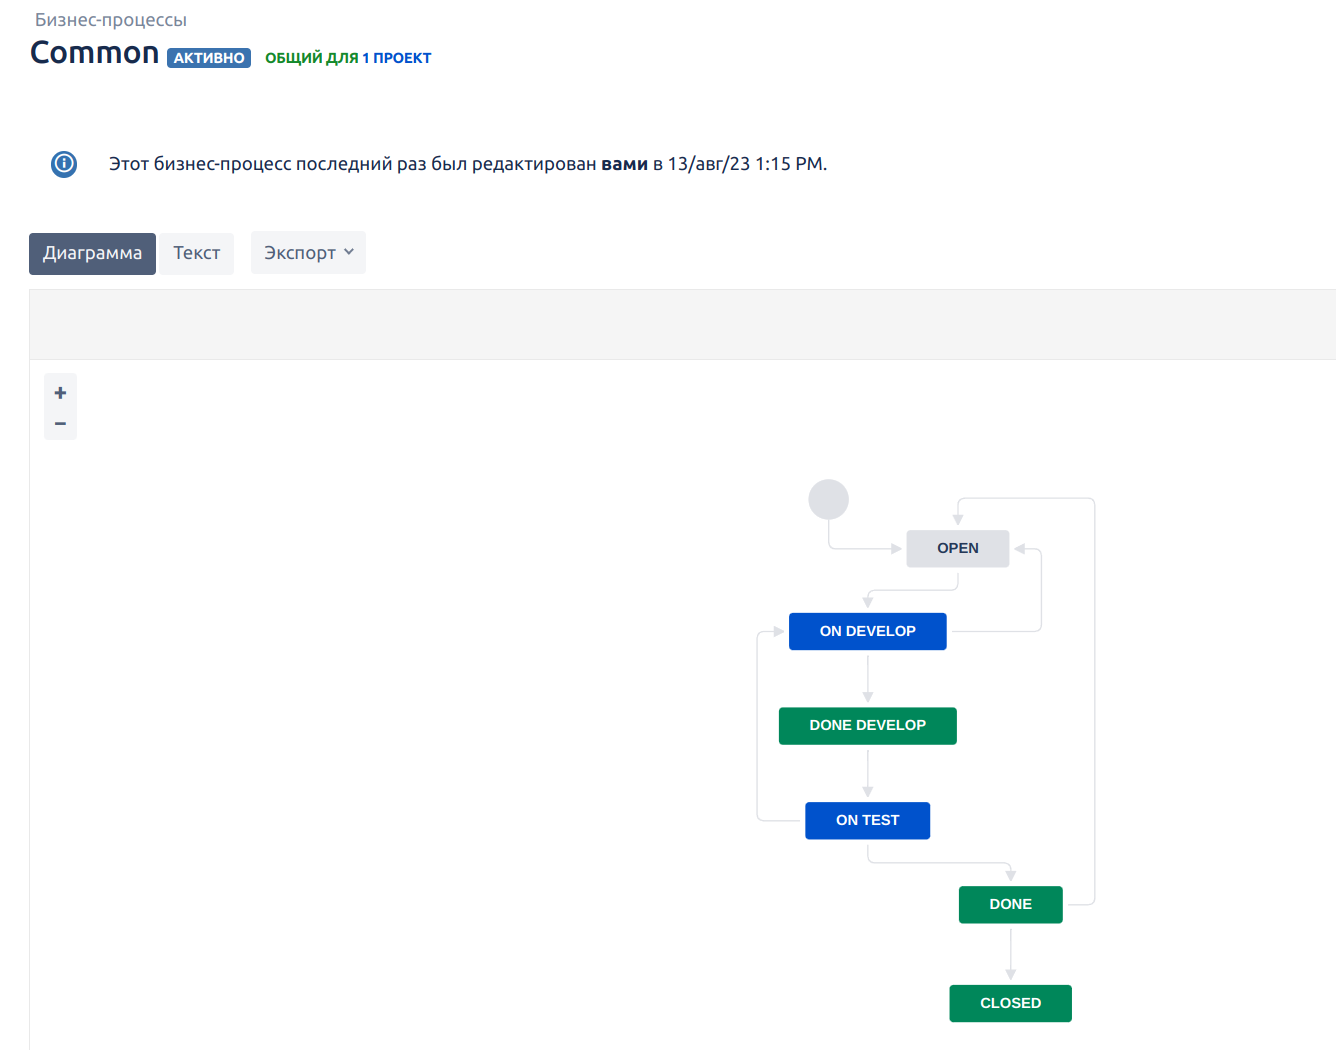 Бизнес-процессы
Common АКТИВНО ОБЩИЙ ДЛЯ 1 ПРОЕКТ
Этот бизнес-процесс последний раз был редактирован вами в 13/авг/23 1:15 PM.
Диаграмма Текст Экспорт
+
−
OPEN
ON DEVELOP
DONE DEVELOP
ON TEST
DONE
CLOSED